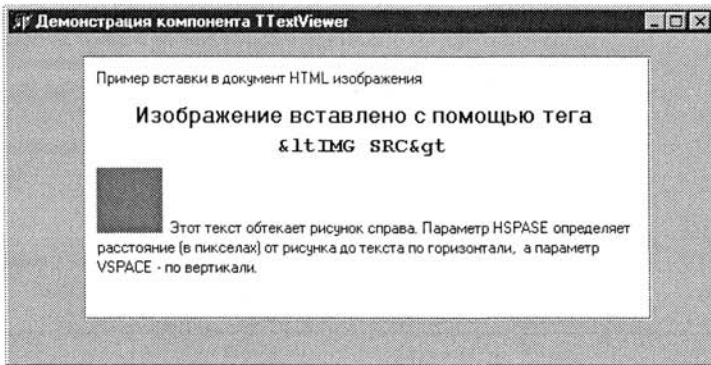 Демонстрация компонента TTextViewer
Пример вставки в документ HTML изображения
Изображение вставлено с помощью тега
&ltIMG SRC&gt
Этот текст обтекает рисунок справа. Параметр HSPASE определяет
расстояние (в пикселах) от рисунка до текста по горизонтали, а параметр
VSPACE - по вертикали.